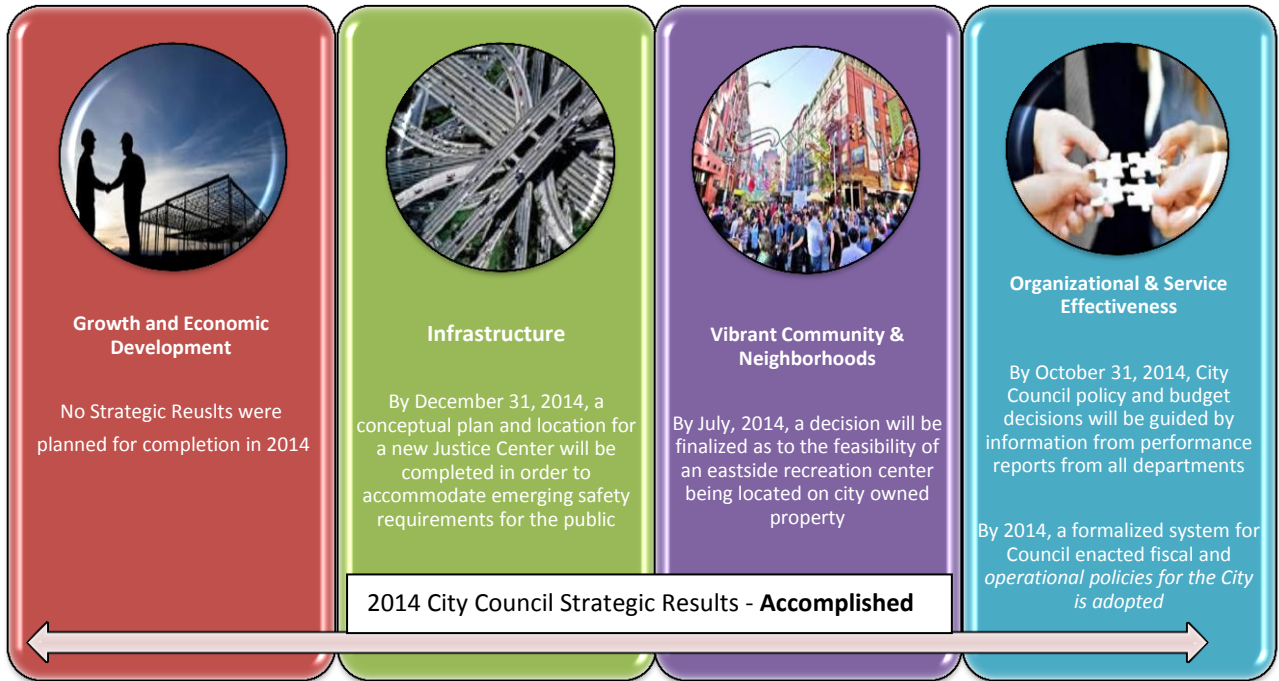 Growth and Economic
Development
No Strategic Reuslts were
planned for completion in 2014
Infrastructure
By December 31, 2014, a
conceptual plan and location for
a new Justice Center will be
completed in order to
accommodate emerging safety
requirements for the public
Vibrant Community &
Neighborhoods
By July, 2014, a decision will be
finalized as to the feasibility of
an eastside recreation center
being located on city owned
property
Organizational & Service
Effectiveness
By October 31, 2014, City
Council policy and budget
decisions will be guided by
information from performance
reports from all departments
By 2014, a formalized system for
Council enacted fiscal and
operational policies for the City
is adopted
2014 City Council Strategic Results - Accomplished